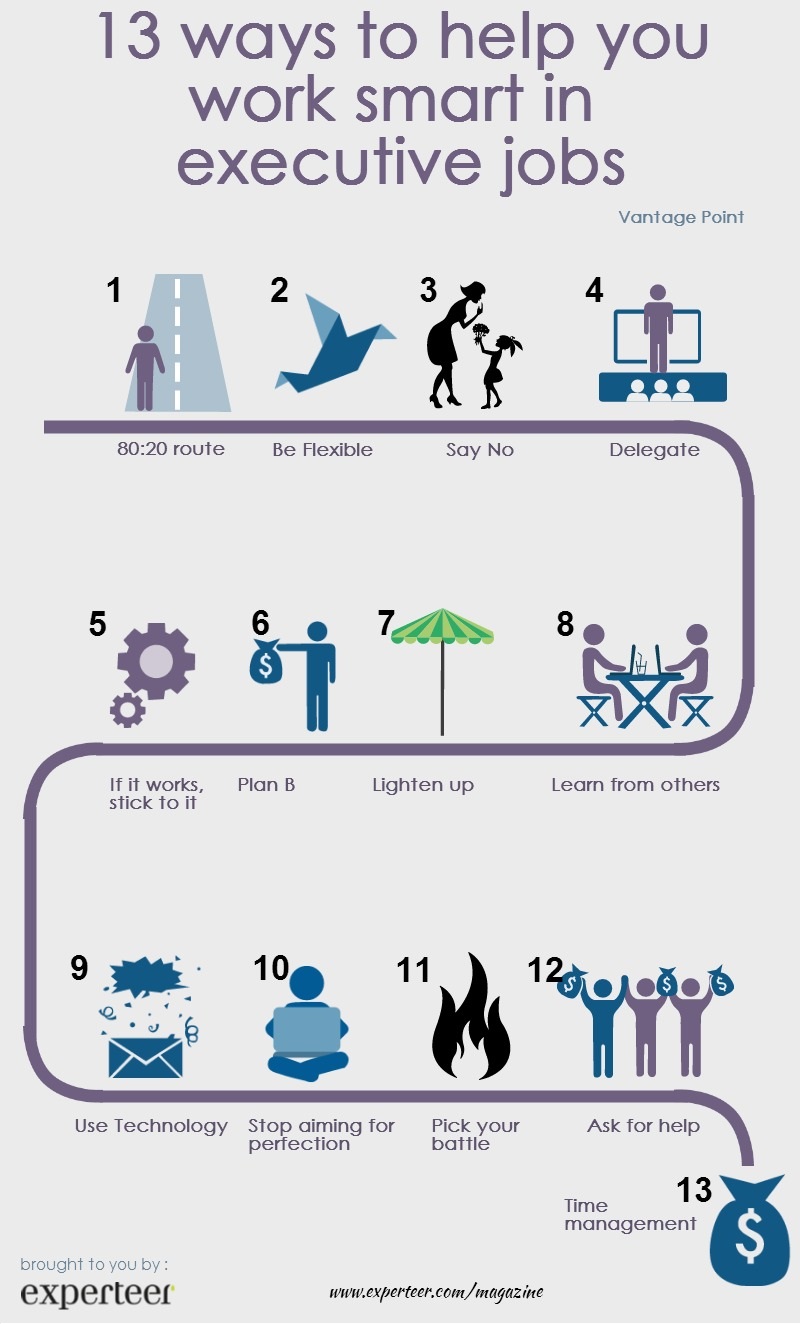 13 ways to help you
work smart in
executive jobs
Vantage Point
1
80:20 route
2
Be Flexible
3
Say No
4
Delegate
5
If it works,
stick to it
6
$
Plan B
7
Lighten up
8
Learn from others
9
Use Technology
10
Stop aiming for
perfection
11
Pick your
battle
12
$ $ $
Ask for help
13
Time
management
$
brought to you by :
experteer
www.experteer.com/magazine